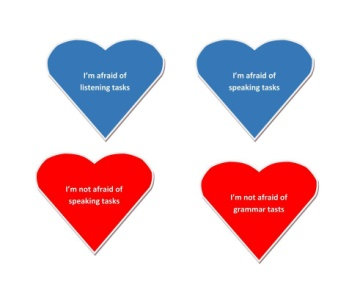 I'm afraid of
listening tasks
I'm afraid of
speaking tasks
I'm not afraid of
speaking tasks
I'm not afraid of
grammar tasts